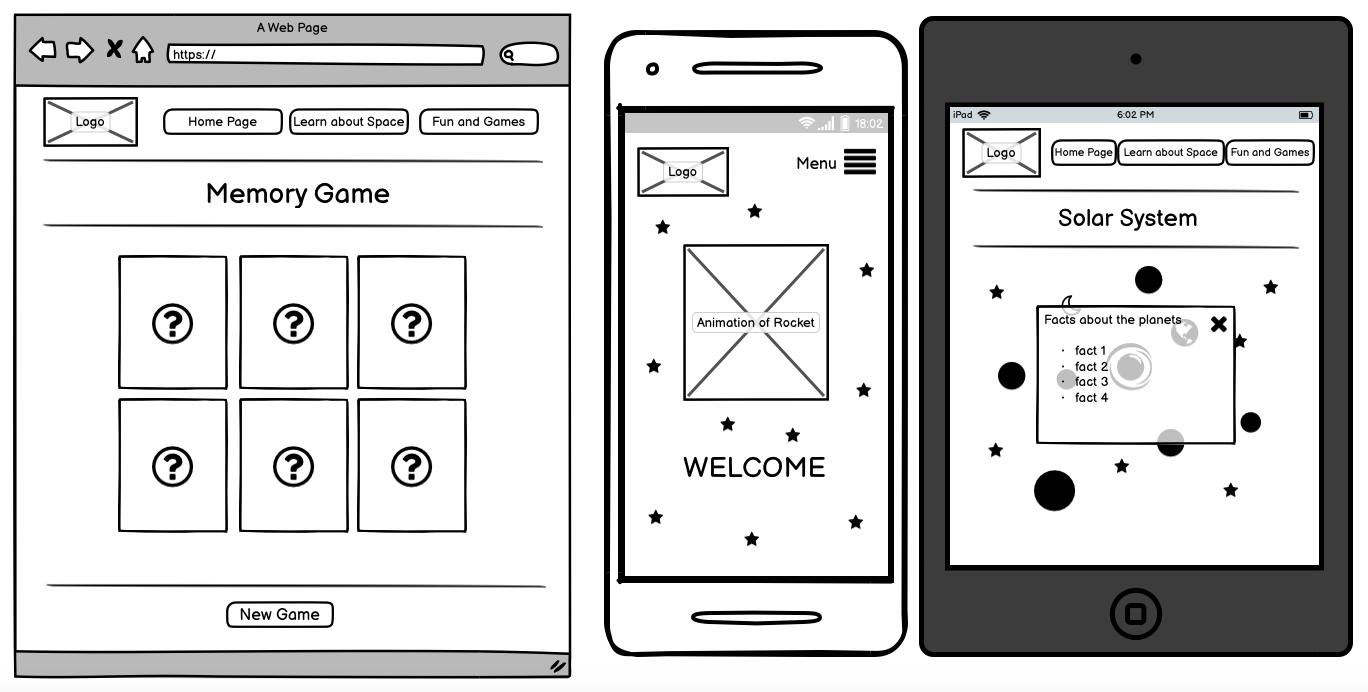 A Web Page
https://
Logo
Home Page
Learn about Space
Fun and Games
Memory Game
?
?
?
?
?
?
New Game
18:02
Logo
Menu
Animation of Rocket
WELCOME
iPad
6:02 PM
Logo
Home Page
Learn about Space
Fun and Games
Solar System
Facts about the planets
· fact 1
· fact 2
· fact 3
· fact 4